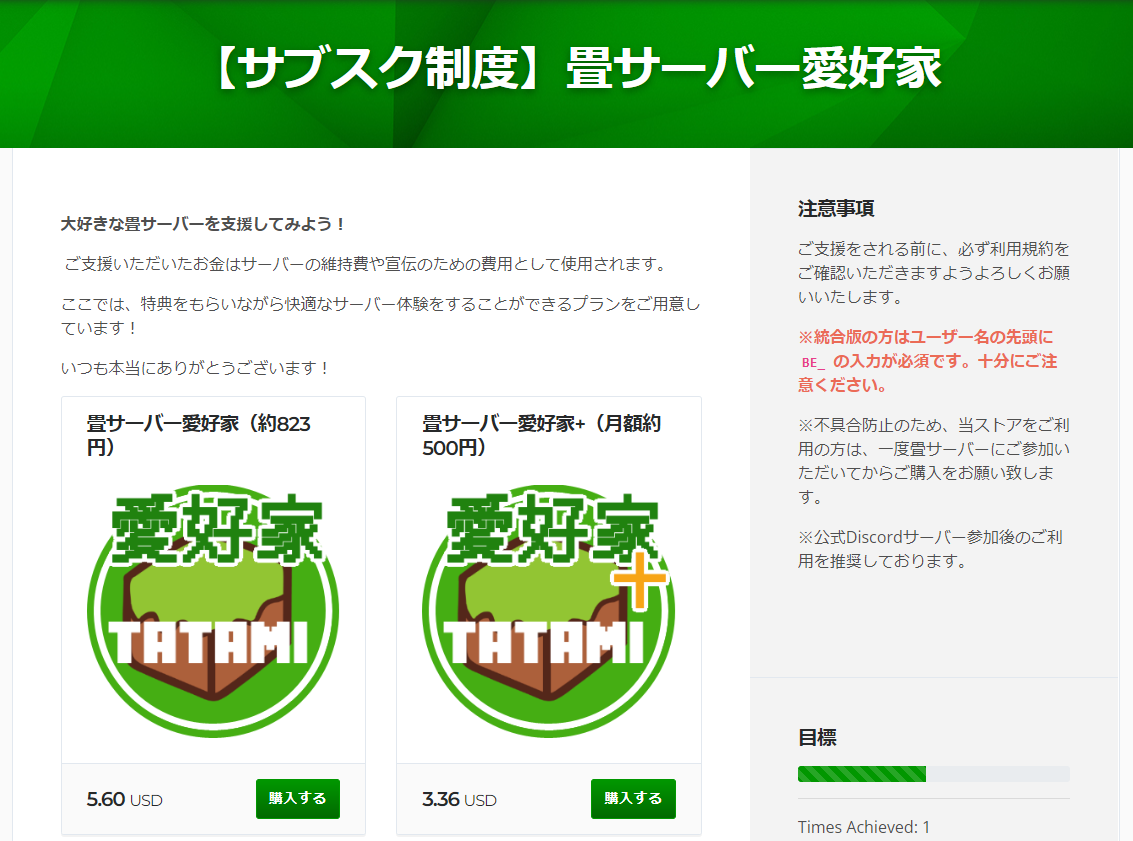 【サブスク制度】畳サーバー愛好家
大好きな畳サーバーを支援してみよう！
ご支援いただいたお金はサーバーの維持費や宣伝のための費用として使用されます。
ここでは、特典をもらいながら快適なサーバー体験をすることができるプランをご用意し
ています！
いつも本当にありがとうございます！
畳サーバー愛好家（約823
円）
愛好家
TATAMI
5.60 USD
購入する
畳サーバー愛好家+（月額約
500円）
愛好家
+
TATAMI
3.36 USD
購入する
注意事項
ご支援をされる前に、必ず利用規約を
ご確認いただきますようよろしくお願
いいたします。
※統合版の方はユーザー名の先頭に
BE_ の入力が必須です。十分にご注
意ください。
※不具合防止のため、当ストアをご利
用の方は、一度畳サーバーにご参加い
ただいてからご購入をお願い致しま
す。
※公式Discordサーバー参加後のご利
用を推奨しております。
目標
Times Achieved: 1